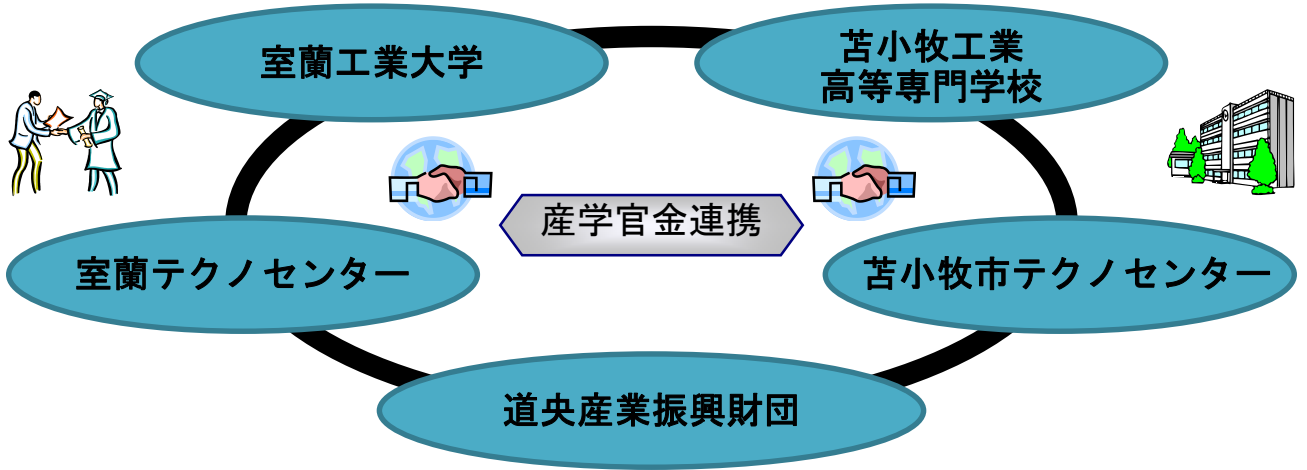 室蘭工業大学
苫小牧工業
高等専門学校
産学官金連携
室蘭テクノセンター
苫小牧市テクノセンター
道央産業振興財団